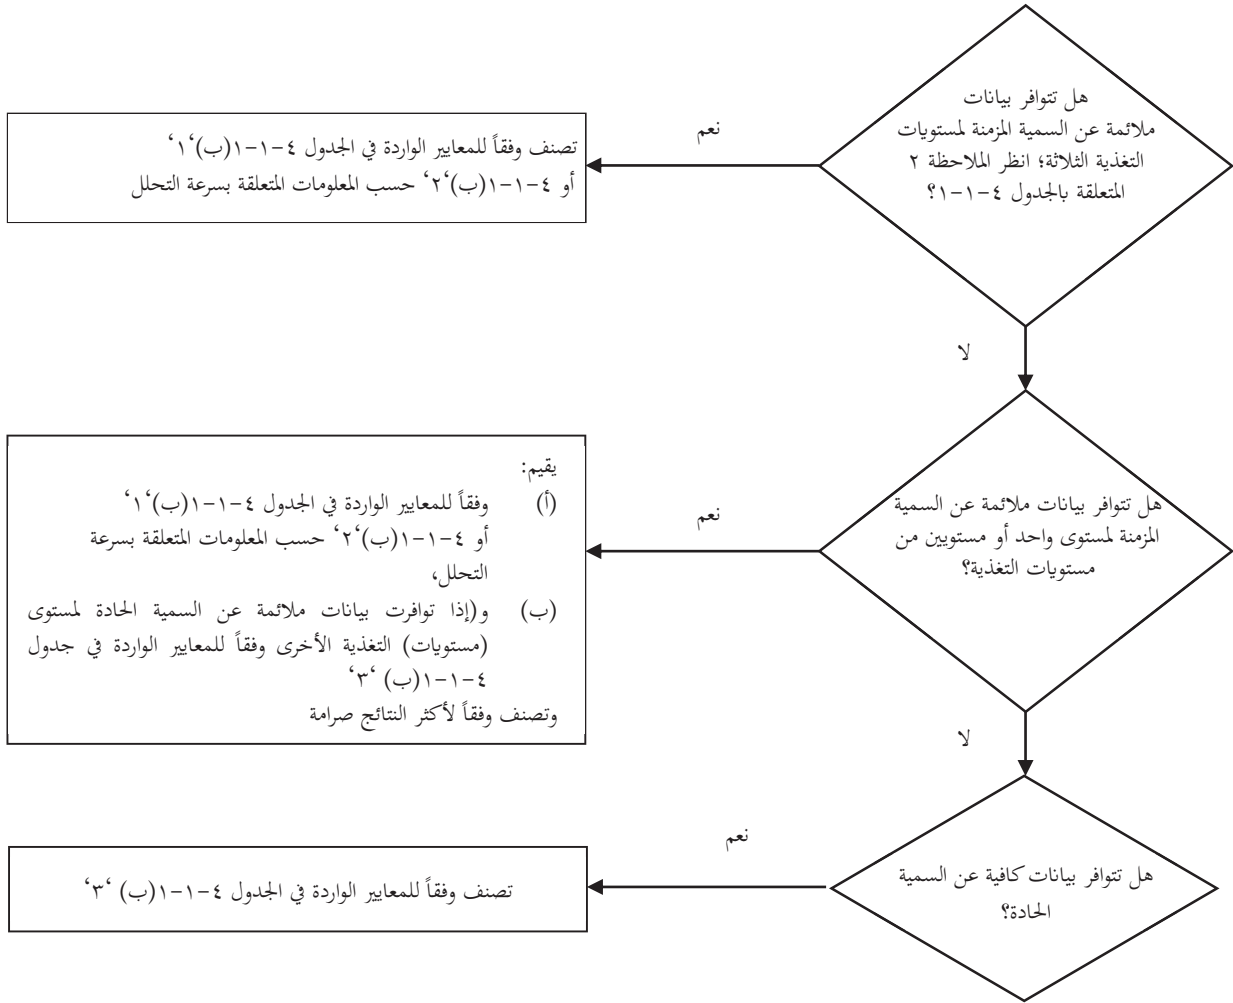 هل تتوافر بيانات
ملائمة عن السمية المزمنة لمستويات
التغذية الثلاثة؛ انظر الملاحظة ٢
المتعلقة بالجدول ٤-١-١؟
نعم
تصنف وفقاً للمعايير الواردة في الجدول ٤-١-١(ب)‘١‘
أو ٤-١-١(ب)‘٢‘ حسب المعلومات المتعلقة بسرعة التحلل
لا
هل تتوافر بيانات ملائمة عن السمية
المزمنة لمستوى واحد أو مستويين من
مستويات التغذية؟
نعم
يقيم:
(أ) وفقاً للمعايير الواردة في الجدول ٤-١-١(ب)‘١‘
أو ٤-١-١(ب)‘٢‘ حسب المعلومات المتعلقة بسرعة
التحلل،
(ب) و(إذا توافرت بيانات ملائمة عن السمية الحادة لمستوى
(مستويات) التغذية الأخرى وفقاً للمعايير الواردة في جدول
٤-١-١(ب) ‘٣‘
وتصنف وفقاً لأكثر النتائج صرامة
لا
هل تتوافر بيانات كافية عن السمية
الحادة؟
نعم
تصنف وفقاً للمعايير الواردة في الجدول ٤-١-١(ب) ‘٣‘